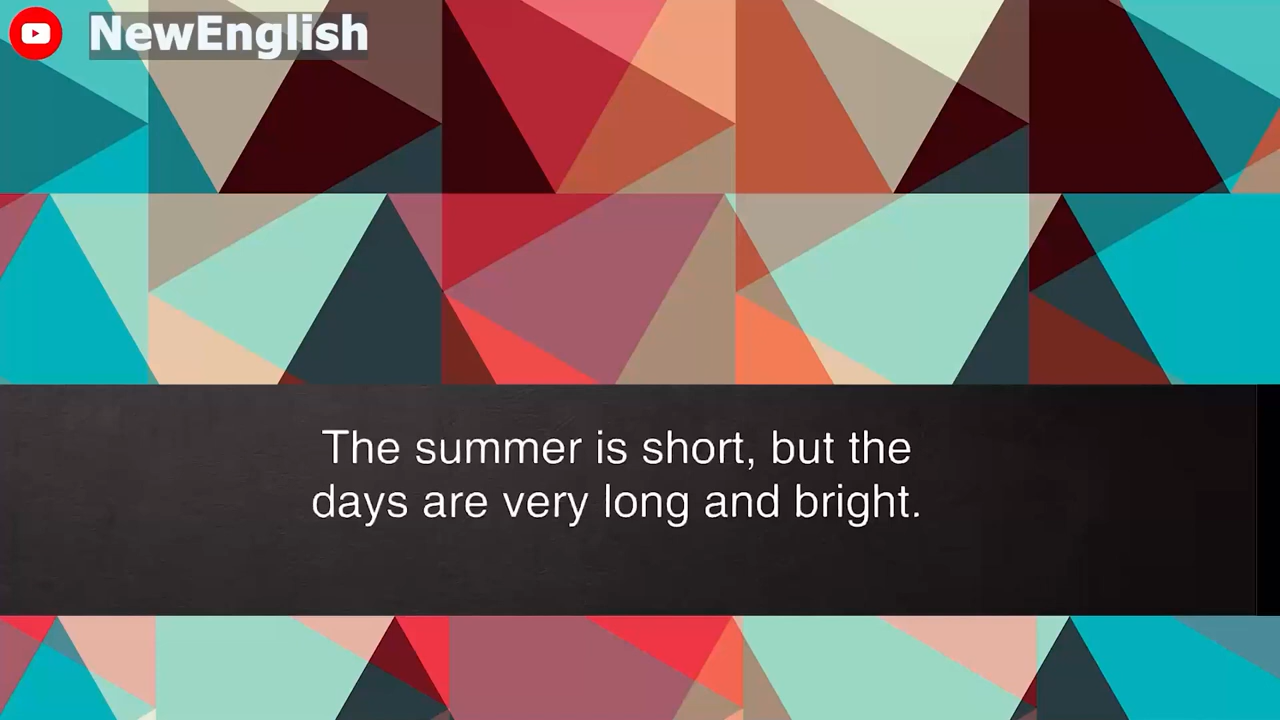 NewEnglish
The summer is short, but the
days are very long and bright.